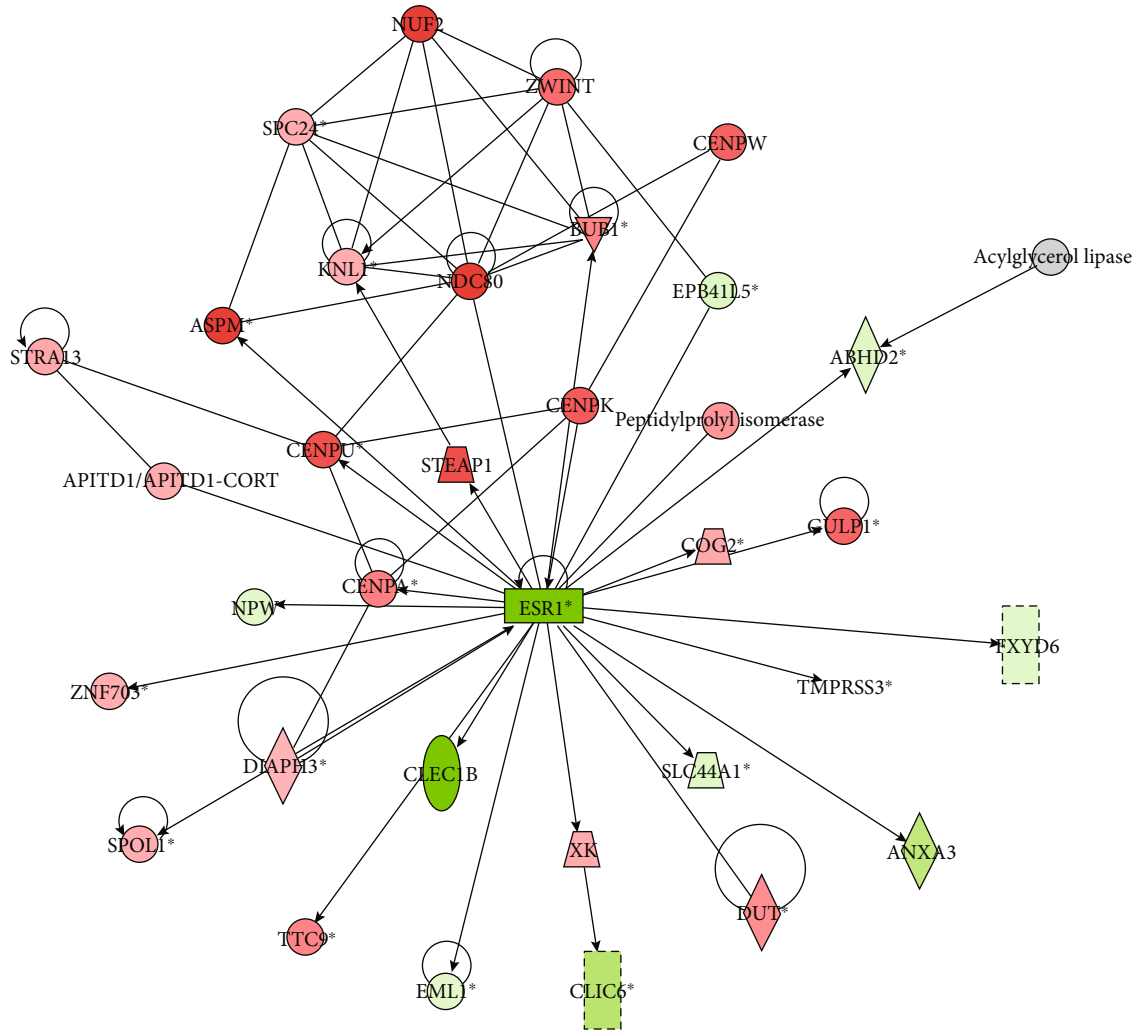 NUF2
ZWINT
SPC24*
CENPW
BUB1*
KNL1*
NDC80
Acylglycerol lipase
EPB41L5*
ASPM*
STRA13
ABHD2*
CENPK
Peptidylprolyl isomerase
CENPU*
STEAP1
APITD1/APITD1-CORT
GULP1*
COG2*
CENPA*
NPW
ESR1*
FXYD6
ZNF703*
TMPRSS3*
DIAPH3*
CLEC1B
SLC44A1*
SPOL1*
XK
ANXA3
DUT*
TTC9*
EML1*
CLIC6*